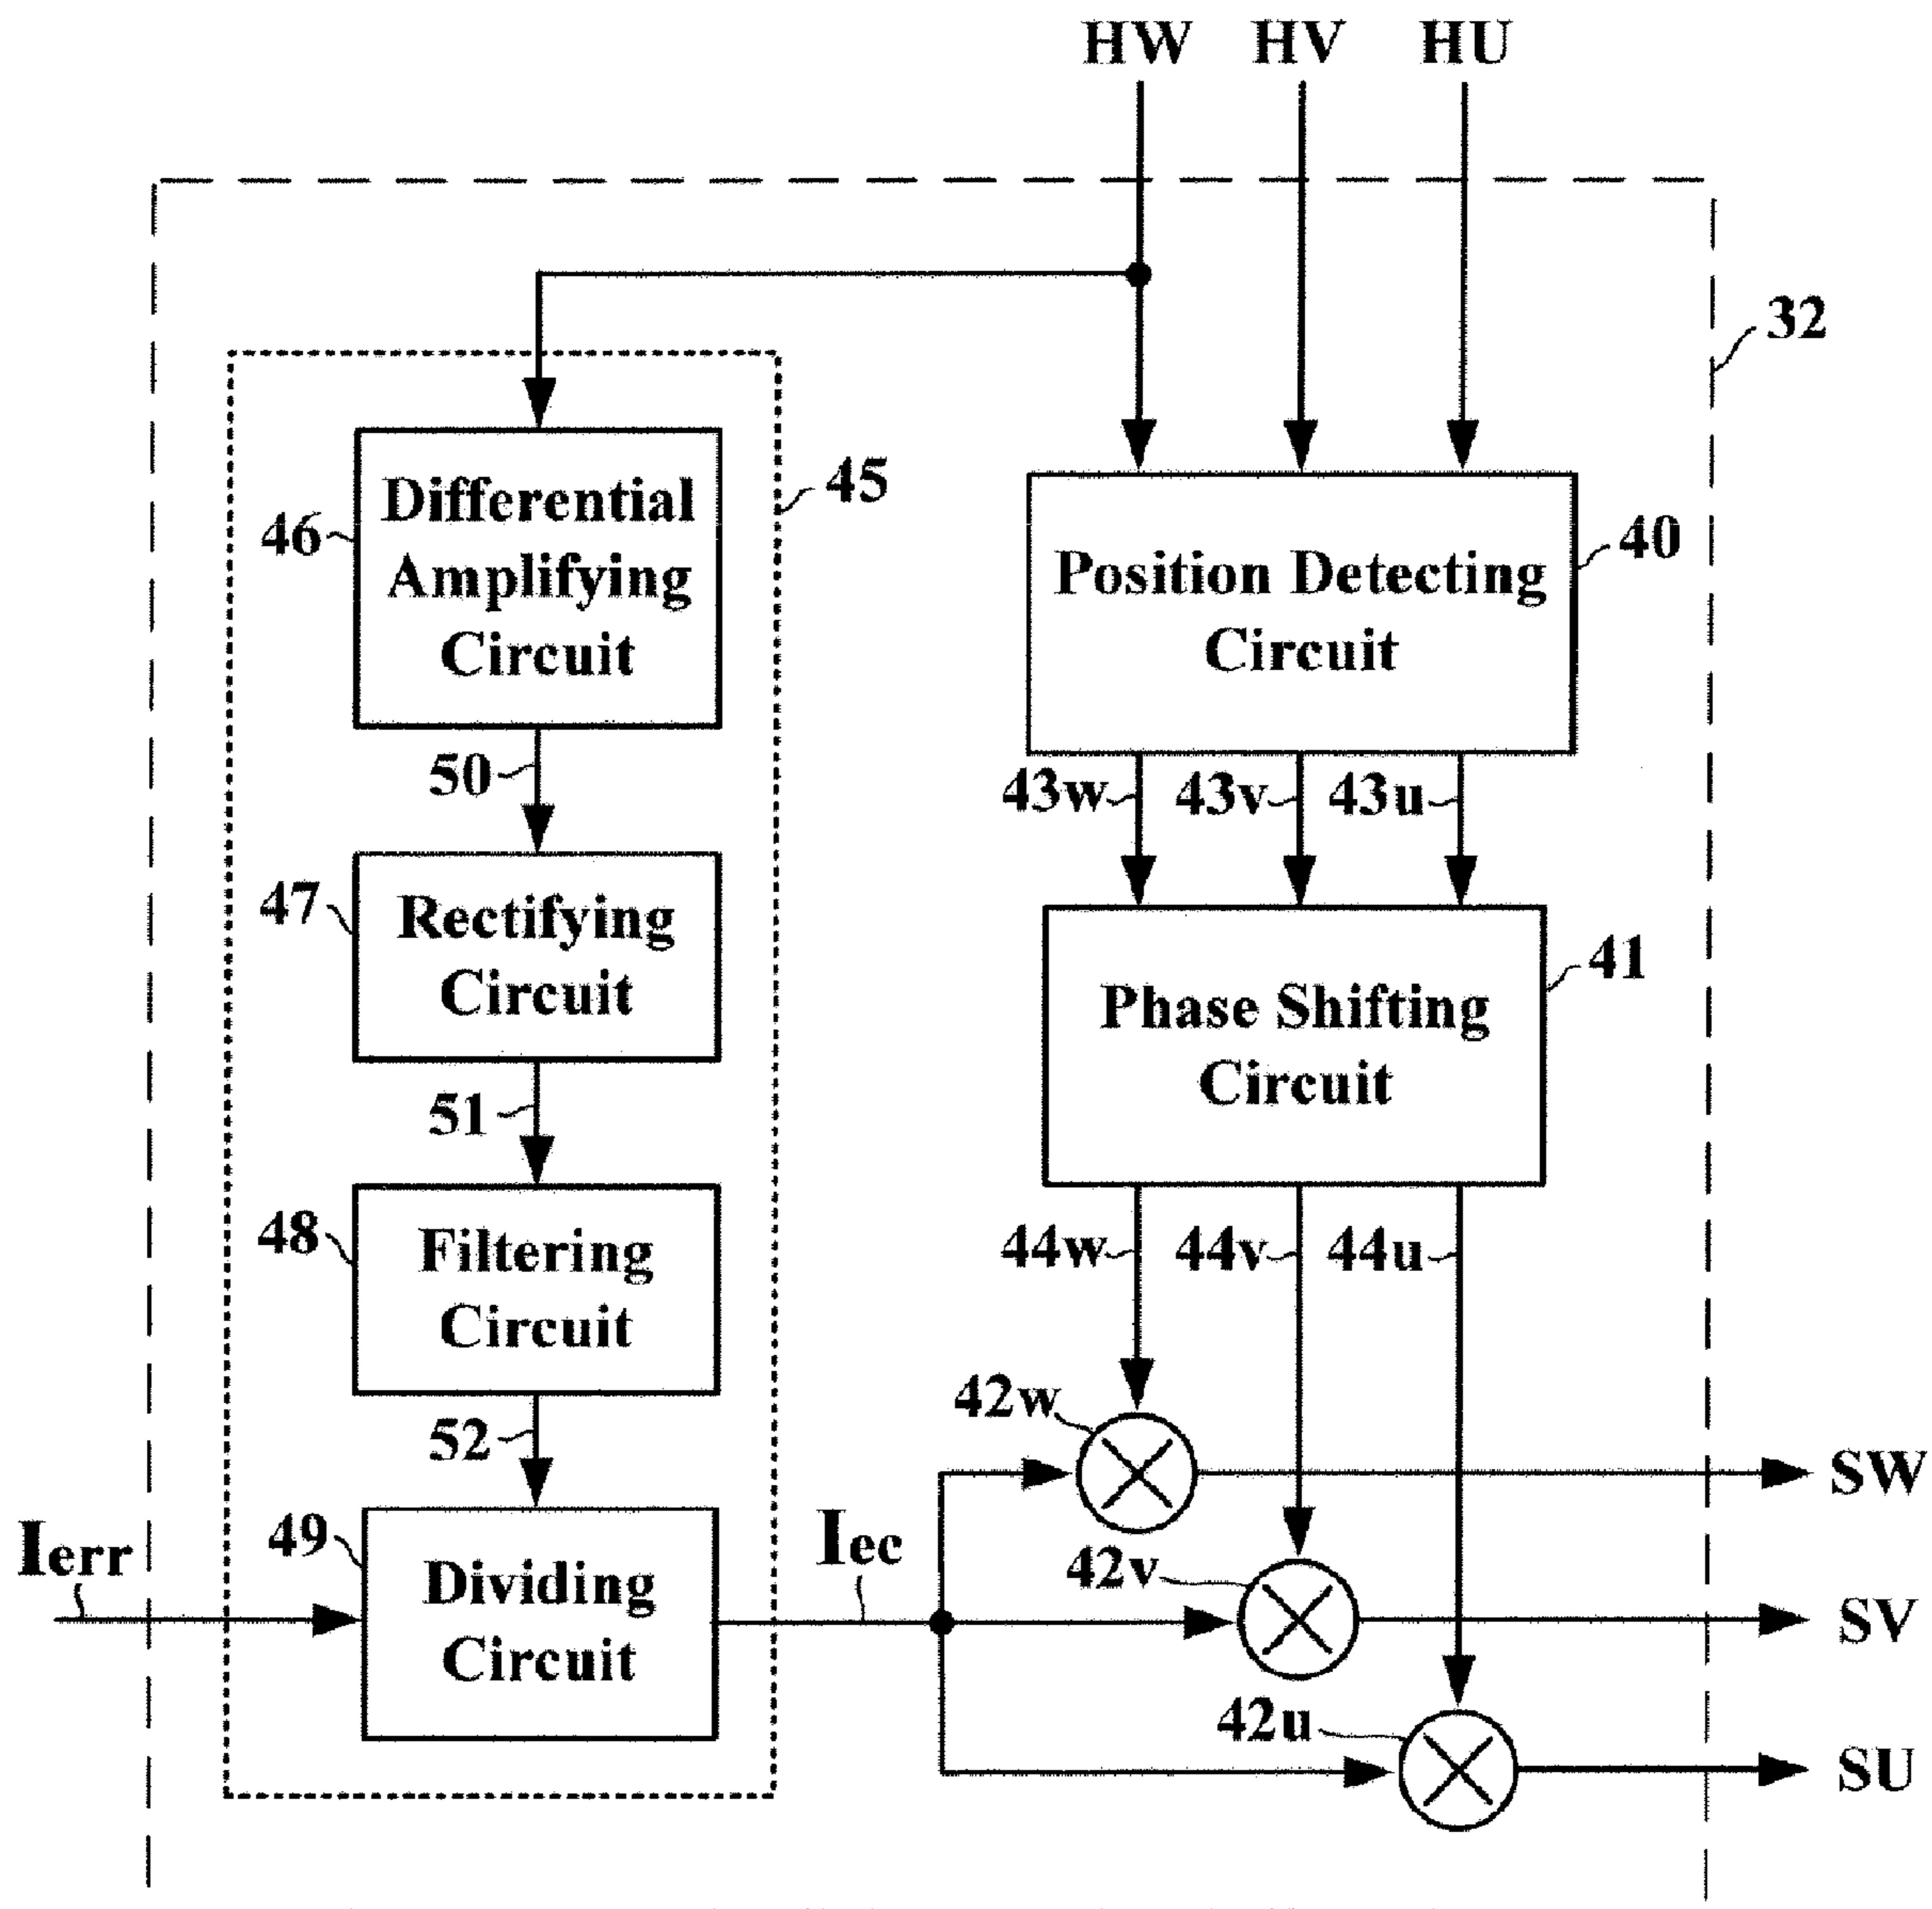 HW HV HU
32
45
46
Differential
Amplifying
Circuit
40
Position Detecting
Circuit
50
43w 43v 43u
47
Rectifying
Circuit
41
Phase Shifting
Circuit
51
48
Filtering
Circuit
44w 44v 44u
52
42w
SW
Ierr
49
Dividing
Circuit
Iec
42v
SV
42u
SU